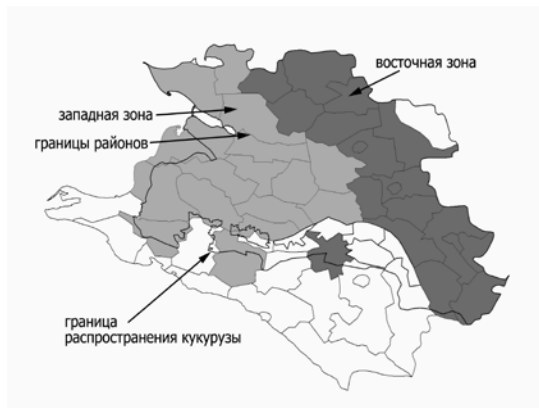 восточная зона
западная зона
границы районов
граница
распространения кукурузы